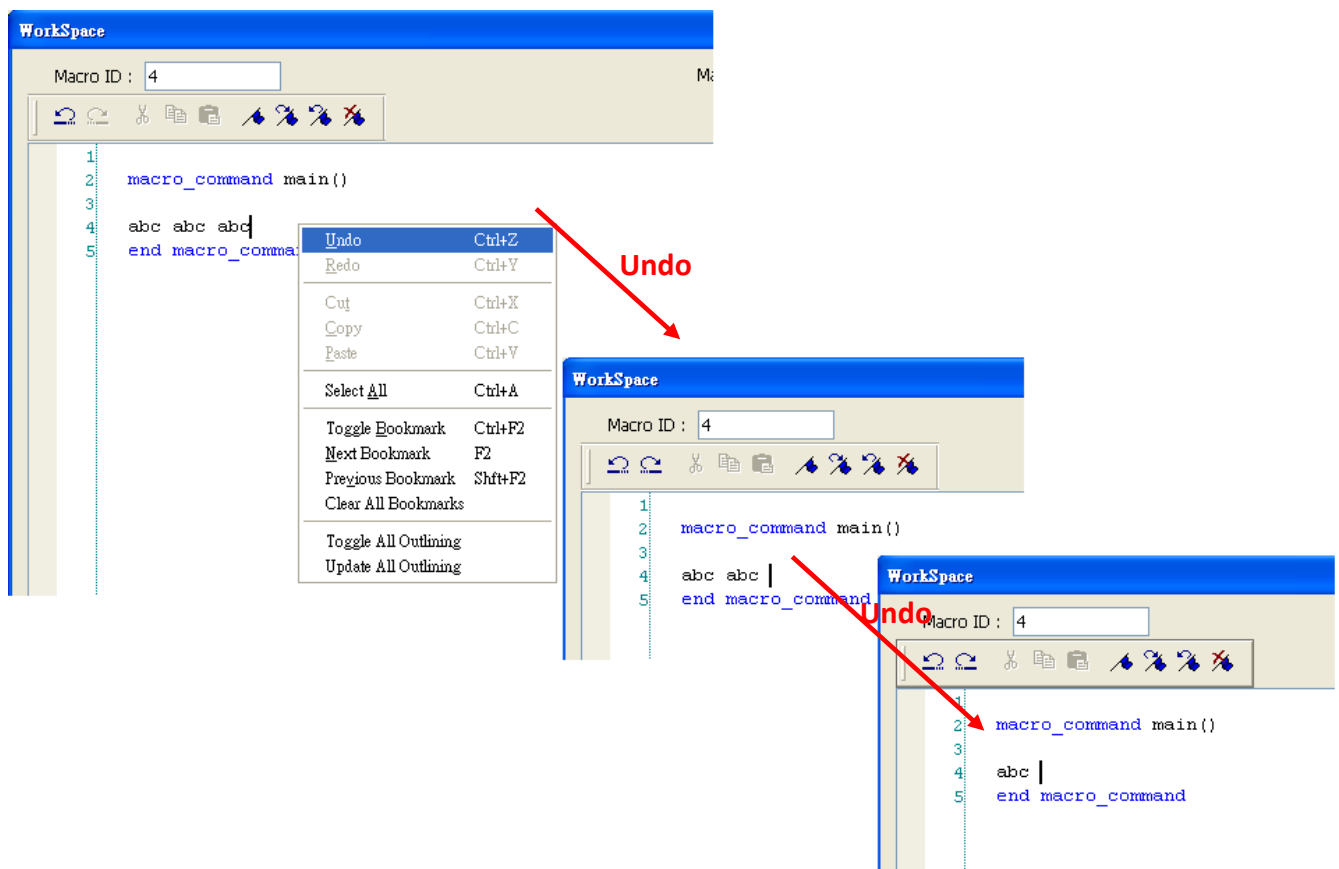 WorkSpace
Macro ID : 4
Ma
1
2 macro_command main()
3
4 abc abc abc
5 end macro_comma
Undo Ctrl+Z
Redo Ctrl+Y
Cut Ctrl+X
Copy Ctrl+C
Paste Ctrl+V
Select All Ctrl+A
Toggle Bookmark Ctrl+F2
Next Bookmark F2
Previous Bookmark Shft+F2
Clear All Bookmarks
Toggle All Outlining
Update All Outlining
Undo
WorkSpace
Macro ID : 4
1
2 macro_command main()
3
4 abc abc
5 end macro_command
Undo
WorkSpace
Macro ID : 4
1
2 macro_command main()
3
4 abc
5 end macro_command